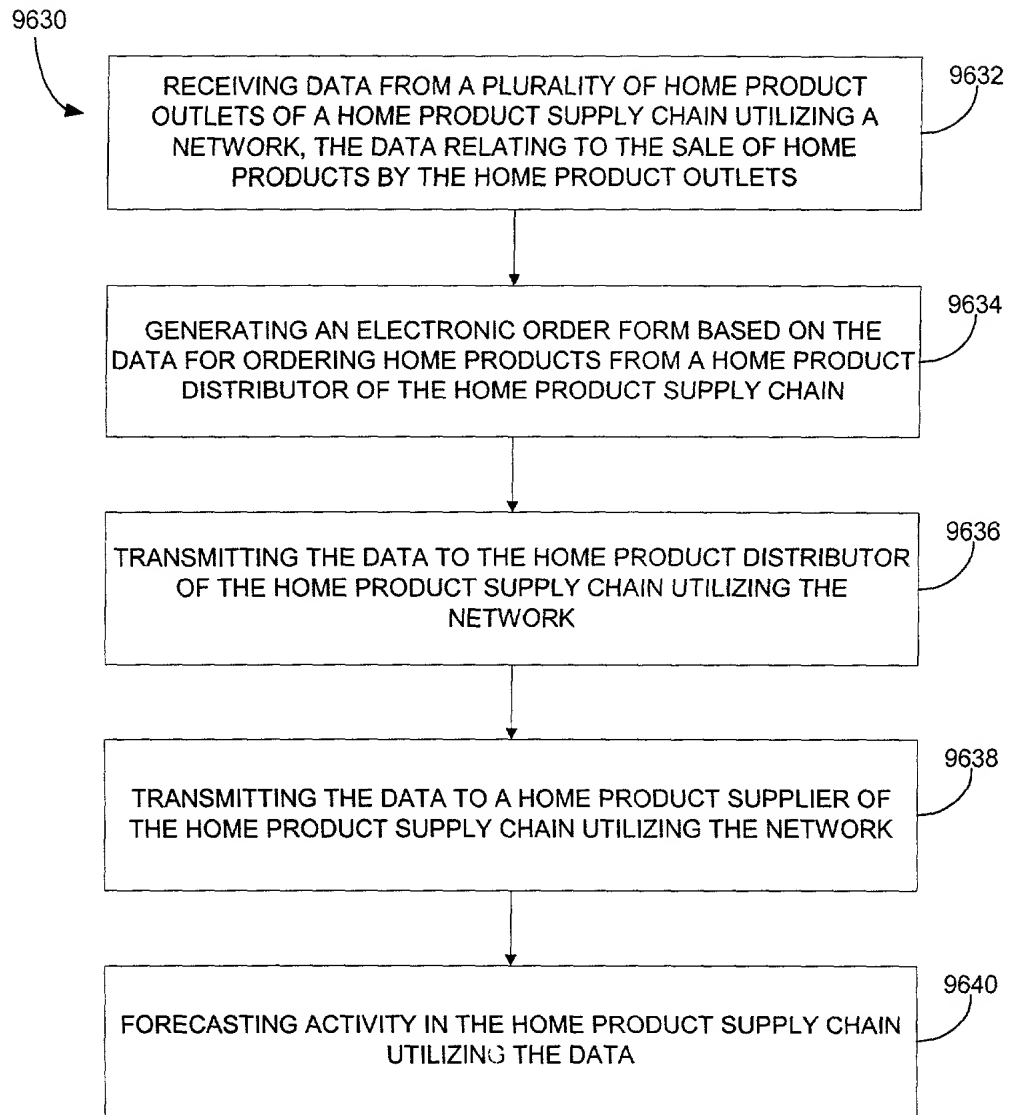 9630
RECEIVING DATA FROM A PLURALITY OF HOME PRODUCT
OUTLETS OF A HOME PRODUCT SUPPLY CHAIN UTILIZING A
NETWORK, THE DATA RELATING TO THE SALE OF HOME
PRODUCTS BY THE HOME PRODUCT OUTLETS
9632
GENERATING AN ELECTRONIC ORDER FORM BASED ON THE
DATA FOR ORDERING HOME PRODUCTS FROM A HOME PRODUCT
DISTRIBUTOR OF THE HOME PRODUCT SUPPLY CHAIN
9634
TRANSMITTING THE DATA TO THE HOME PRODUCT DISTRIBUTOR
OF THE HOME PRODUCT SUPPLY CHAIN UTILIZING THE
NETWORK
9636
TRANSMITTING THE DATA TO A HOME PRODUCT SUPPLIER OF
THE HOME PRODUCT SUPPLY CHAIN UTILIZING THE NETWORK
9638
FORECASTING ACTIVITY IN THE HOME PRODUCT SUPPLY CHAIN
UTILIZING THE DATA
9640